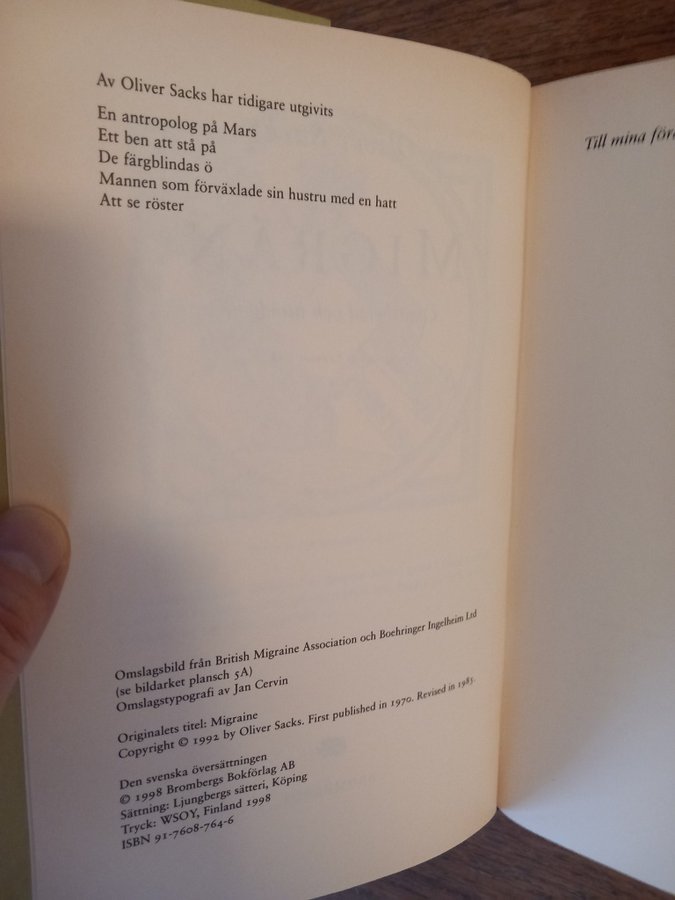 Av Oliver Sacks har tidigare utgivits
En antropolog på Mars
Ett ben att stå på
De färgblindas ö
Mannen som förväxlade sin hustru med en hatt
Att se röster
MIGRÄN
Omslagsbild från British Migraine Association och Boehringer Ingelheim Ltd
(se bildarket plansch 5A)
Omslagstypografi av Jan Cervin
Originalets titel: Migraine
Copyright © 1992 by Oliver Sacks. First published in 1970. Revised in 1985.
Den svenska översättningen
© 1998 Brombergs Bokförlag AB
Sättning: Ljungbergs sätteri, Köping
Tryck: WSOY, Finland 1998
ISBN 91-7608-764-6
Till mina